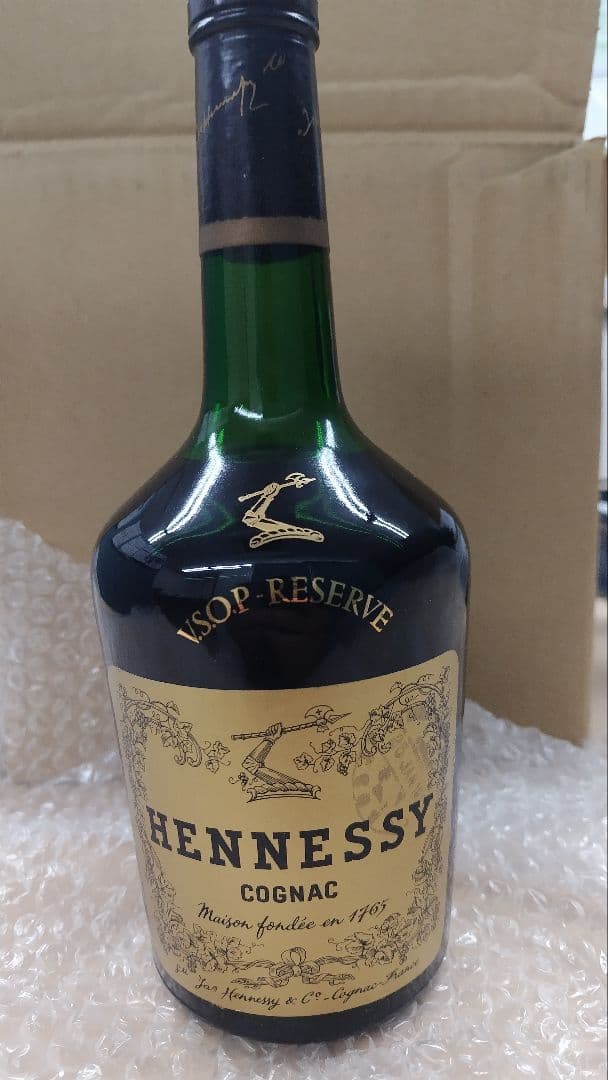 V.S.O.P - RESERVE
HENNESSY
COGNAC
Maison fondée en 1765
Jas Hennessy & Cº - Cognac - France